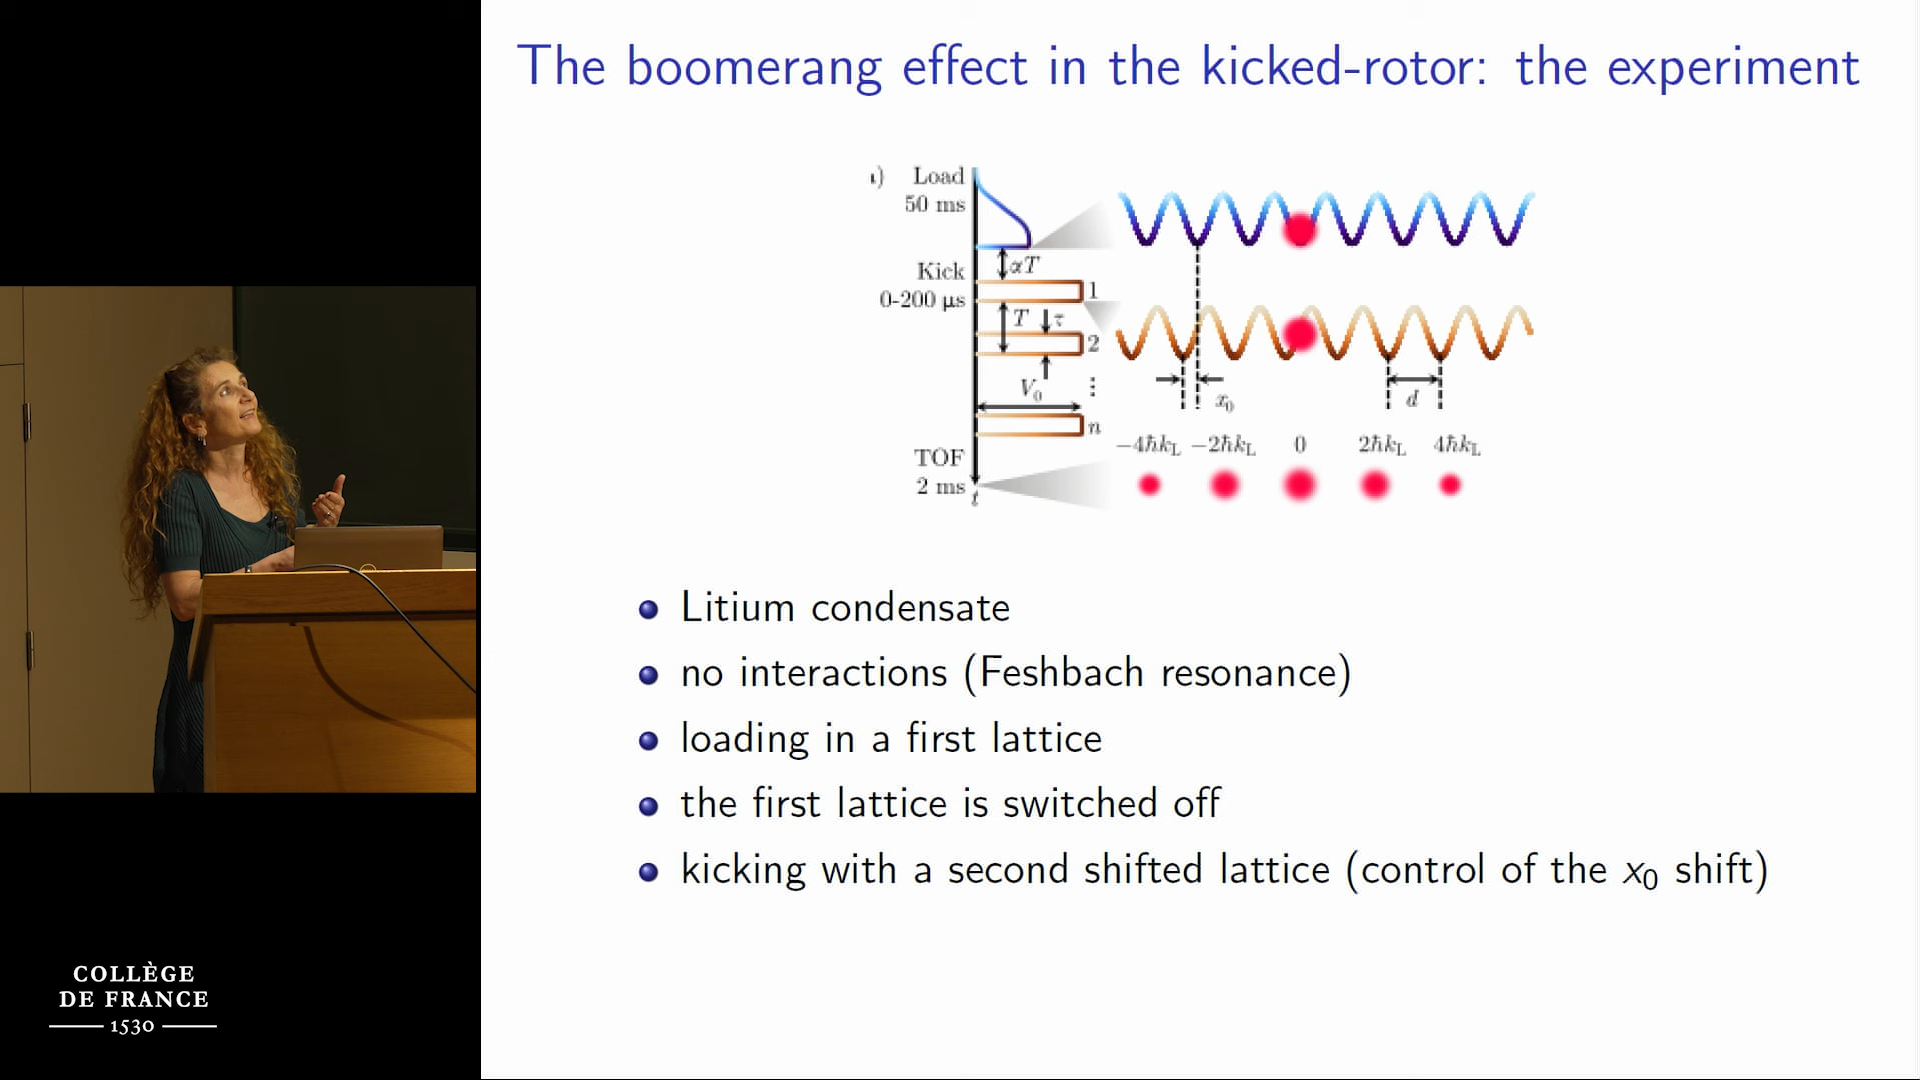 The boomerang effect in the kicked-rotor: the experiment
Load
50 ms
αT
Kick
0-200 µs
1
T
τ
2
V₀
⋮
n
x₀
d
−4ħk_L −2ħk_L 0 2ħk_L 4ħk_L
TOF
2 ms
t
Litium condensate
no interactions (Feshbach resonance)
loading in a first lattice
the first lattice is switched off
kicking with a second shifted lattice (control of the x₀ shift)
COLLÈGE
DE FRANCE
1530